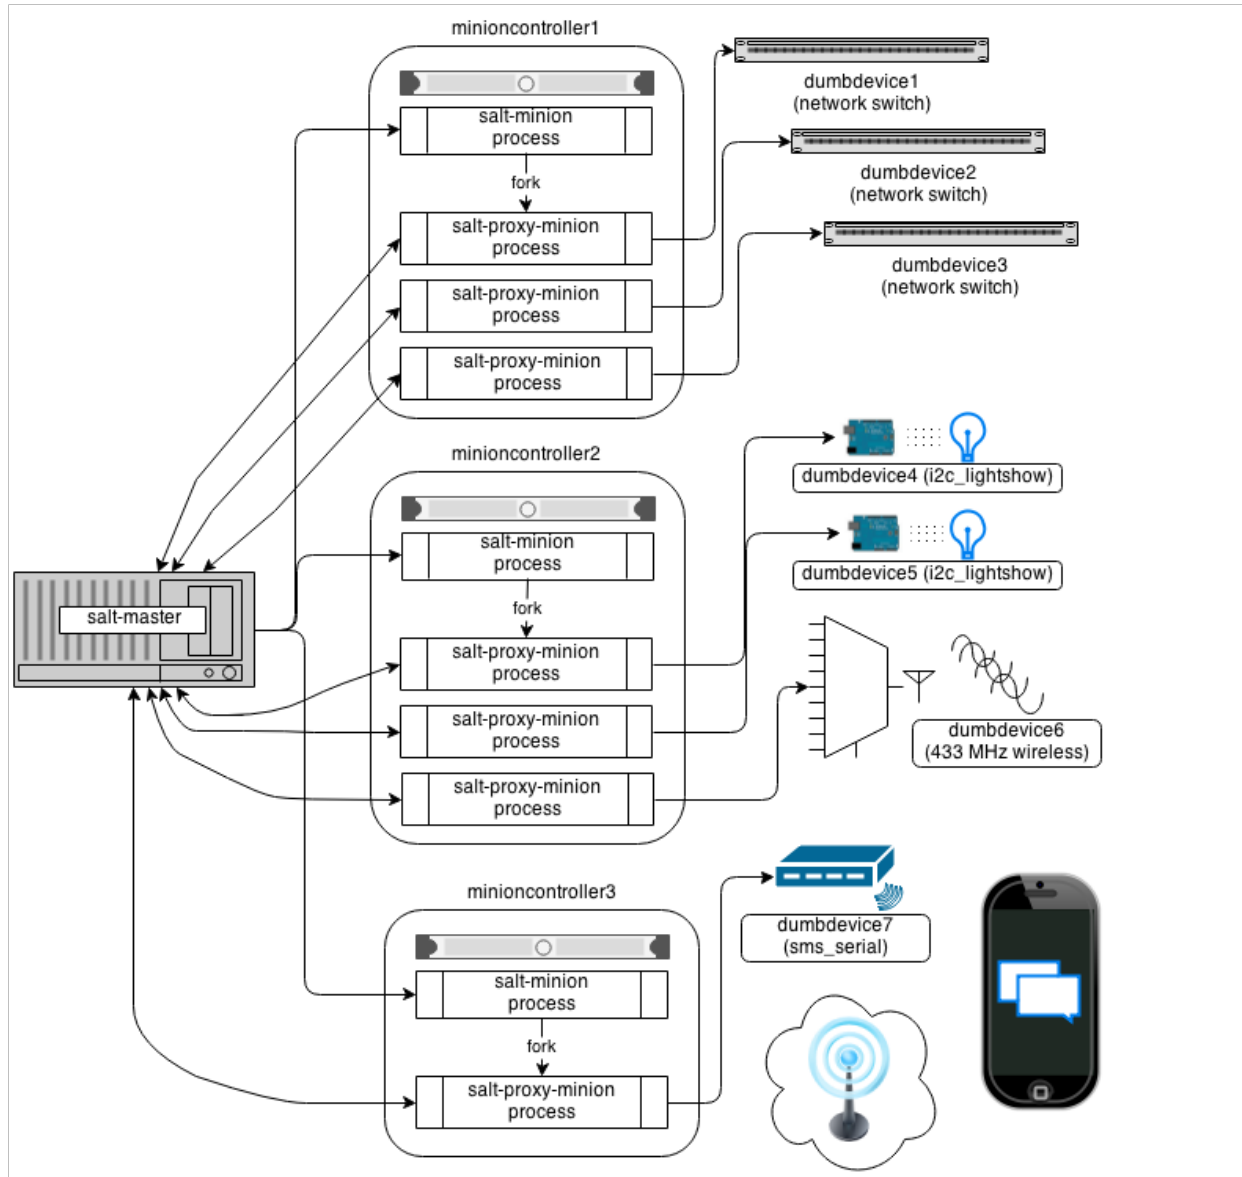 minioncontroller1
salt-minion
process
fork
salt-proxy-minion
process
salt-proxy-minion
process
salt-proxy-minion
process
dumbdevice1
(network switch)
dumbdevice2
(network switch)
dumbdevice3
(network switch)
salt-master
minioncontroller2
salt-minion
process
fork
salt-proxy-minion
process
salt-proxy-minion
process
salt-proxy-minion
process
dumbdevice4 (i2c_lightshow)
dumbdevice5 (i2c_lightshow)
dumbdevice6
(433 MHz wireless)
minioncontroller3
salt-minion
process
fork
salt-proxy-minion
process
dumbdevice7
(sms_serial)